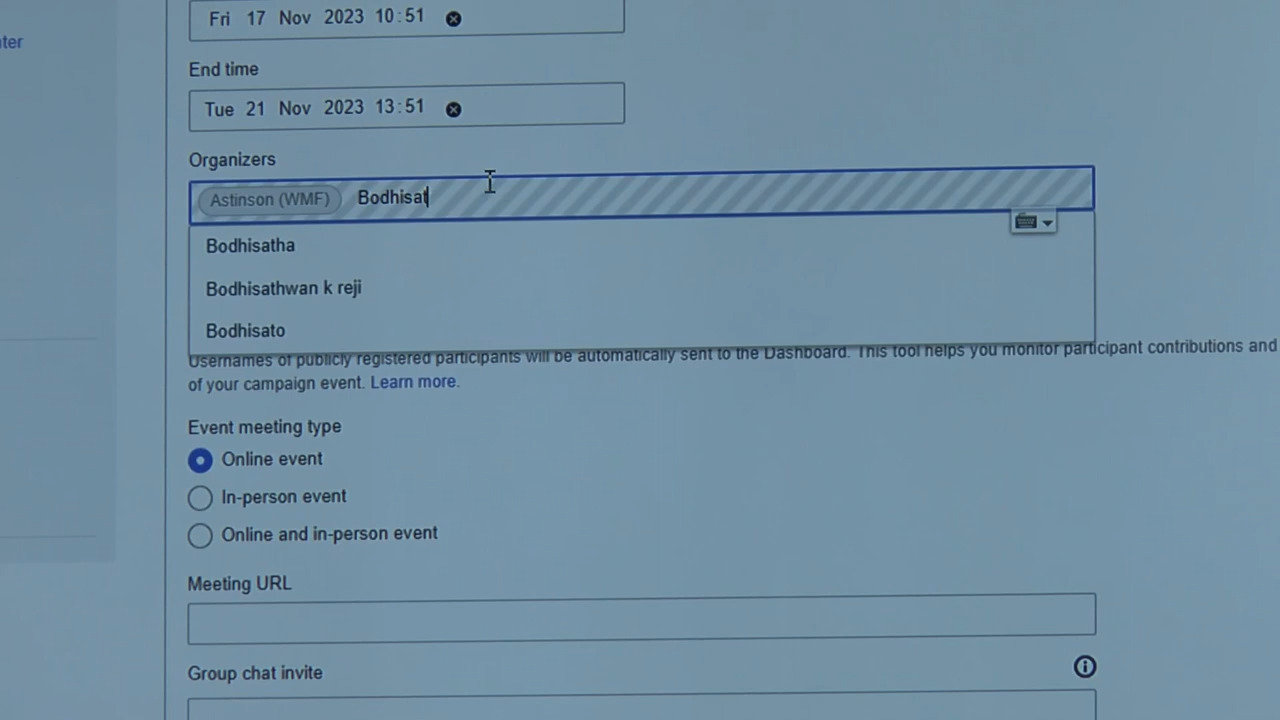 ter
Fri 17 Nov 2023 10:51
End time
Tue 21 Nov 2023 13:51
Organizers
Astinson (WMF) Bodhisat
Bodhisatha
Bodhisathwan k reji
Bodhisato
Usernames of publicly registered participants will be automatically sent to the Dashboard. This tool helps you monitor participant contributions and
of your campaign event. Learn more.
Event meeting type
Online event
In-person event
Online and in-person event
Meeting URL
Group chat invite